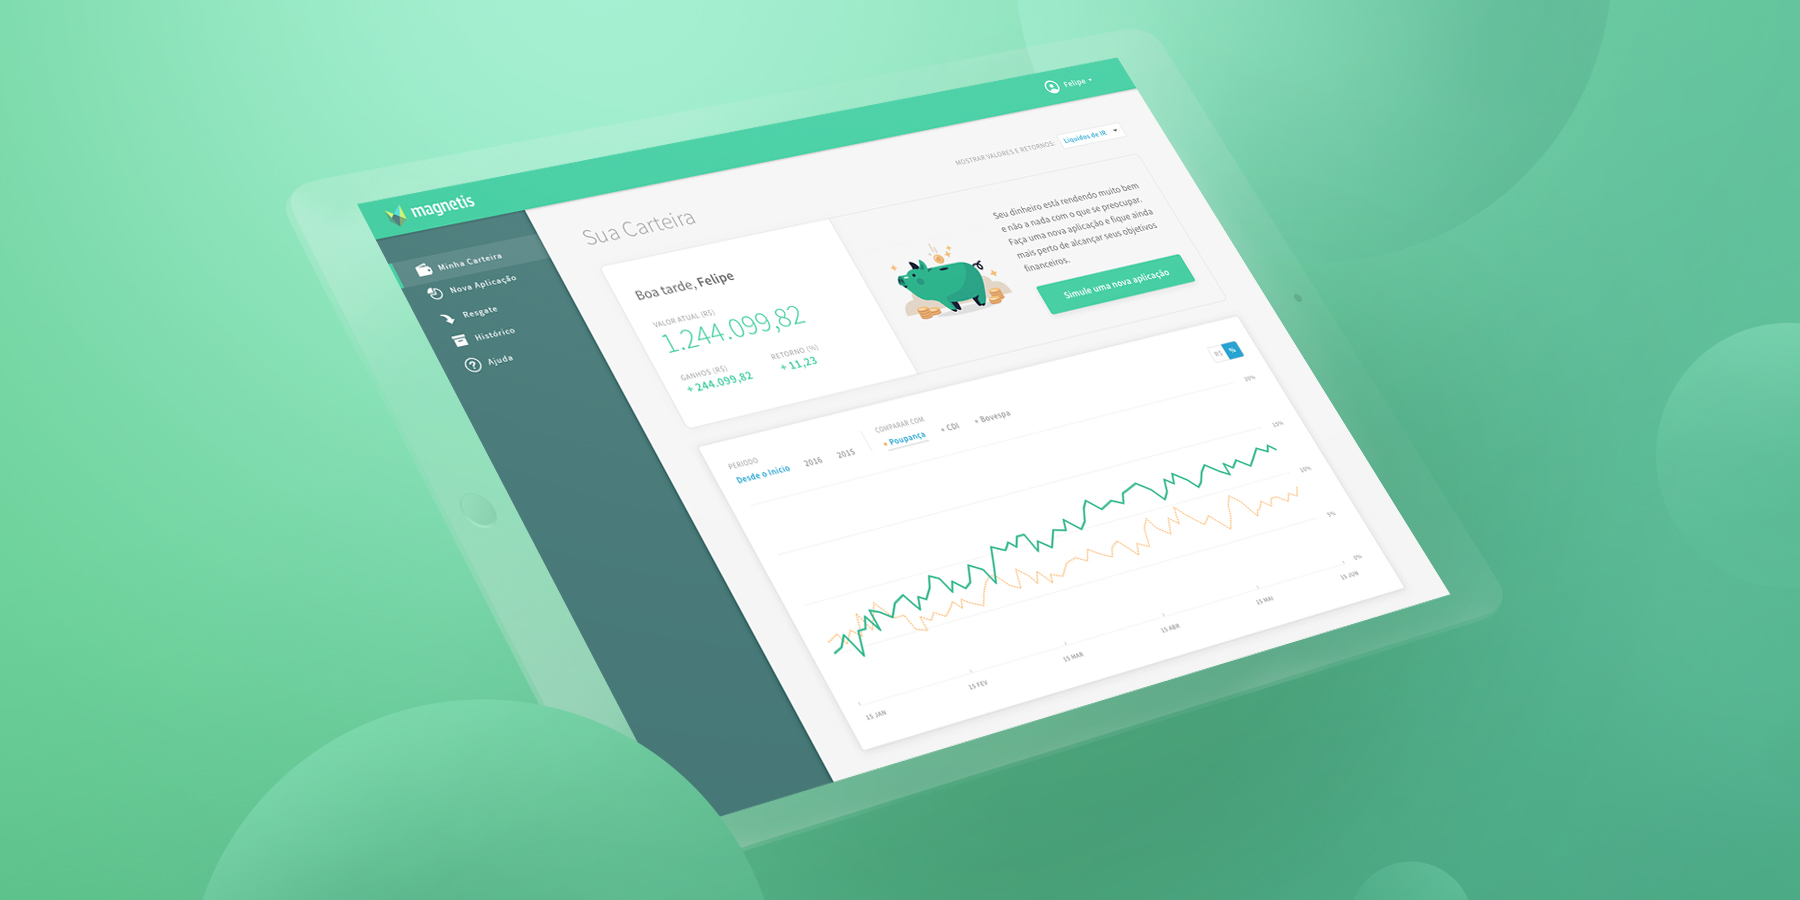 magnetis
Felipe
Minha Carteira
Nova Aplicação
Resgate
Histórico
Ajuda
Sua Carteira
MOSTRAR VALORES E RETORNOS:
Líquidos de IR
Boa tarde, Felipe
VALOR ATUAL (R$)
1.244.099,82
GANHOS (R$)
+ 244.099,82
RETORNO (%)
+ 11,23
Seu dinheiro está rendendo muito bem
e não a nada com o que se preocupar.
Faça uma nova aplicação e fique ainda
mais perto de alcançar seus objetivos
financeiros.
Simule uma nova aplicação
PERIODO
Desde o Inicio
2016
2015
COMPARAR COM
Poupança
CDI
Bovespa
R$
%
20%
15%
10%
5%
0%
15 JAN
15 FEV
15 MAR
15 ABR
15 MAI
15 JUN